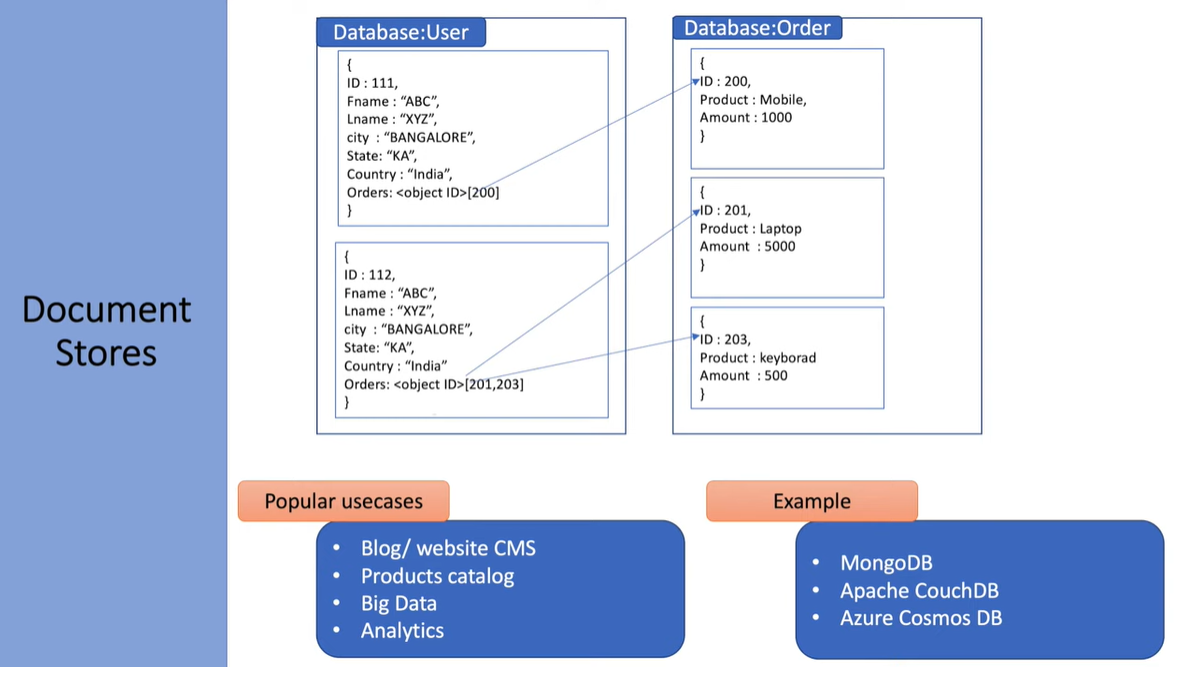 Document
Stores
Database:User
{
ID : 111,
Fname : “ABC”,
Lname : “XYZ”,
city : “BANGALORE”,
State: “KA”,
Country : “India”,
Orders: <object ID>[200]
}
{
ID : 112,
Fname : “ABC”,
Lname : “XYZ”,
city : “BANGALORE”,
State: “KA”,
Country : “India”
Orders: <object ID>[201,203]
}
Database:Order
{
ID : 200,
Product : Mobile,
Amount : 1000
}
{
ID : 201,
Product : Laptop
Amount : 5000
}
{
ID : 203,
Product : keyborad
Amount : 500
}
Popular usecases
• Blog/ website CMS
• Products catalog
• Big Data
• Analytics
Example
• MongoDB
• Apache CouchDB
• Azure Cosmos DB